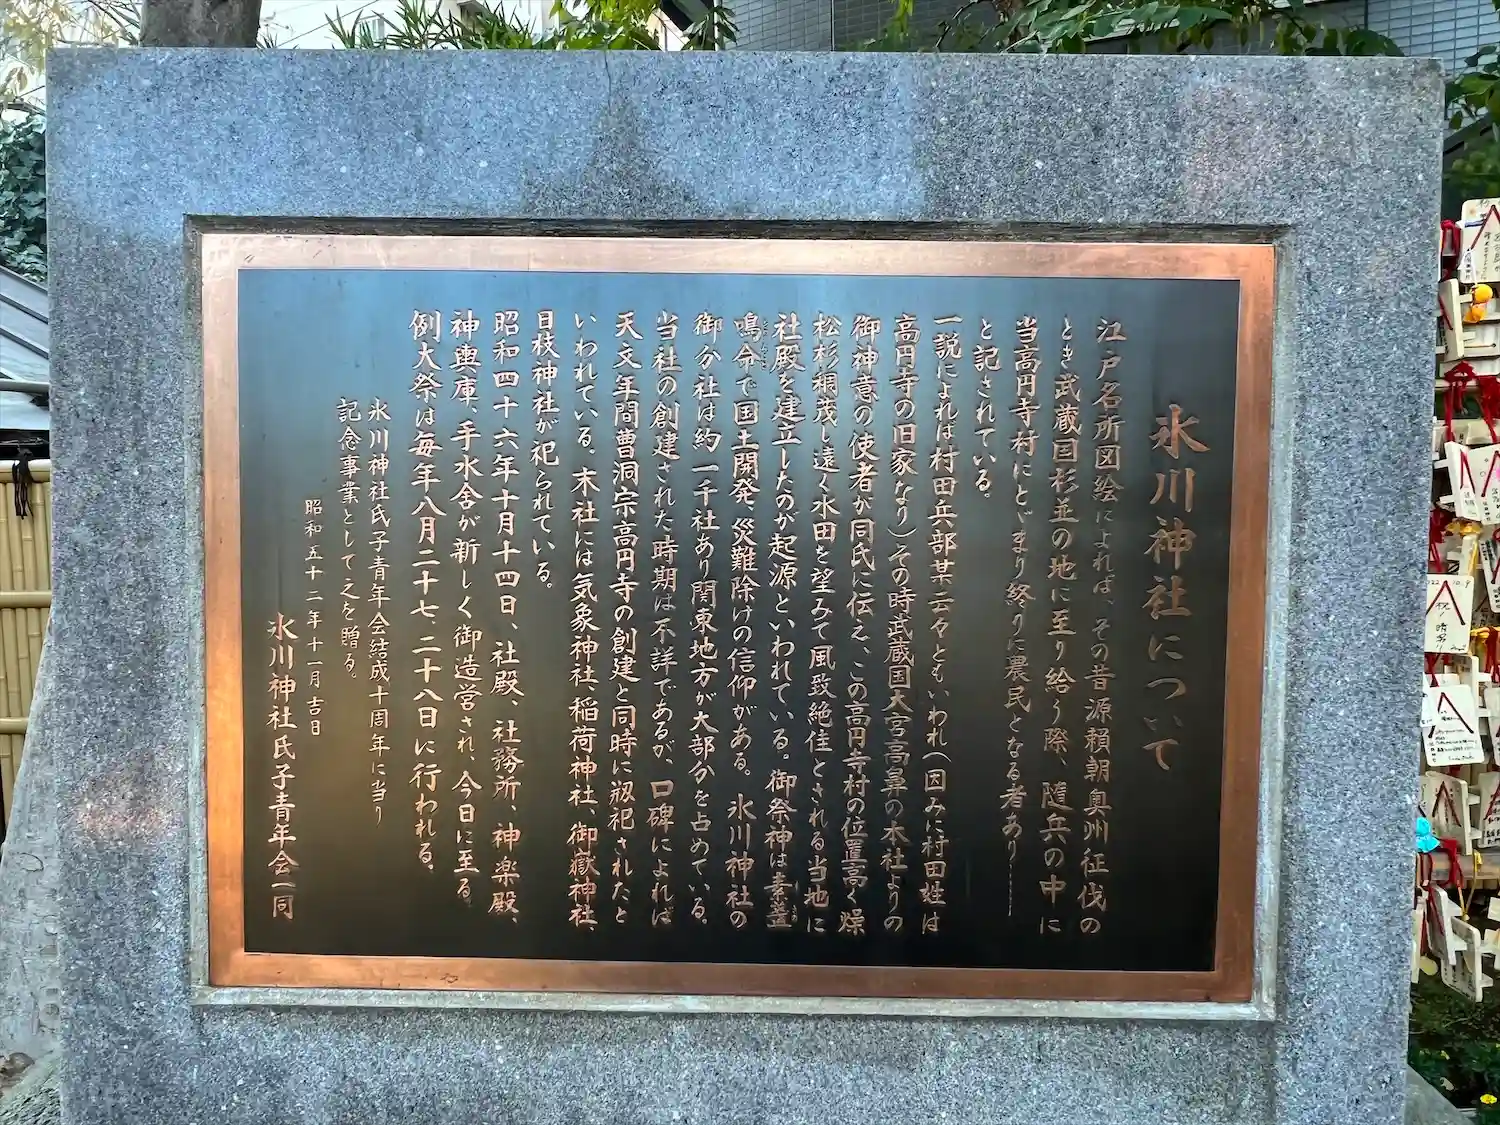 氷川神社について
江戸名所図絵によれば、その昔源頼朝奥州征伐の
とき武蔵国杉並の地に至り給う際、隨兵の中に
当高円寺村にとゞまり終りに農民となる者あり……
と記されている。
一説によれば村田兵部某云々ともいわれ(因みに村田姓は
高円寺の旧家なり)その時武蔵国大宮高鼻の本社よりの
御神意の使者が同氏に伝え、この高円寺村の位置高く燥
松杉稠茂し遠く水田を望みて風致絶佳とされる当地に
社殿を建立したのが起源といわれている。御祭神は素盞
鳴命で国土開発、災難除けの信仰がある。氷川神社の
御分社は約一千社あり関東地方が大部分を占めている。
当社の創建された時期は不詳であるが、口碑によれば
天文年間曹洞宗高円寺の創建と同時に剏祀されたと
いわれている。末社には気象神社、稲荷神社、御嶽神社、
日枝神社が祀られている。
昭和四十六年十月十四日、社殿、社務所、神楽殿、
神輿庫、手水舎が新しく御造営され、今日に至る。
例大祭は毎年八月二十七、二十八日に行われる。
氷川神社氏子青年会結成十周年に当り
記念事業として之を贈る。
昭和五十二年十一月吉日
氷川神社氏子青年会一同